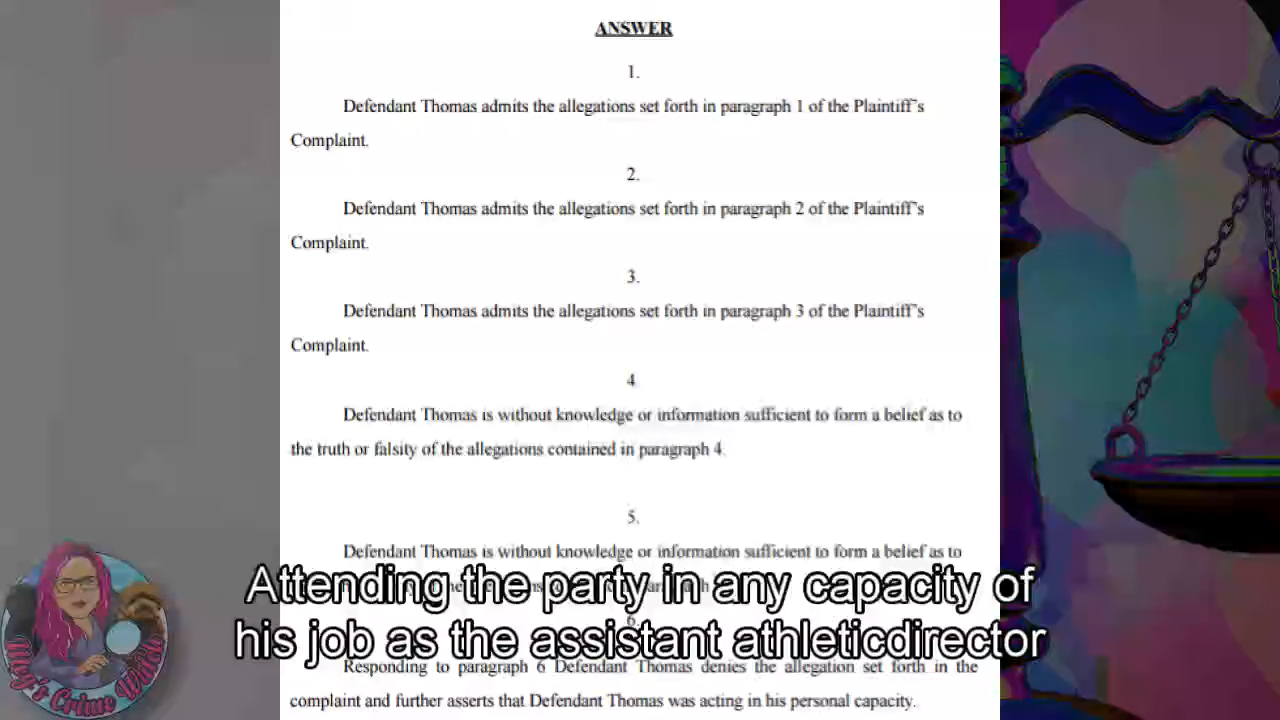 ANSWER
1.
Defendant Thomas admits the allegations set forth in paragraph 1 of the Plaintiff's
Complaint.
2.
Defendant Thomas admits the allegations set forth in paragraph 2 of the Plaintiff's
Complaint.
3.
Defendant Thomas admits the allegations set forth in paragraph 3 of the Plaintiff's
Complaint.
4
Defendant Thomas is without knowledge or information sufficient to form a belief as to
the truth or falsity of the allegations contained in paragraph 4.
5.
Defendant Thomas is without knowledge or information sufficient to form a belief as to
Attending the party in any capacity of
his job as the assistant athleticdirector
6
Responding to paragraph 6 Defendant Thomas denies the allegation set forth in the
complaint and further asserts that Defendant Thomas was acting in his personal capacity.
Crime